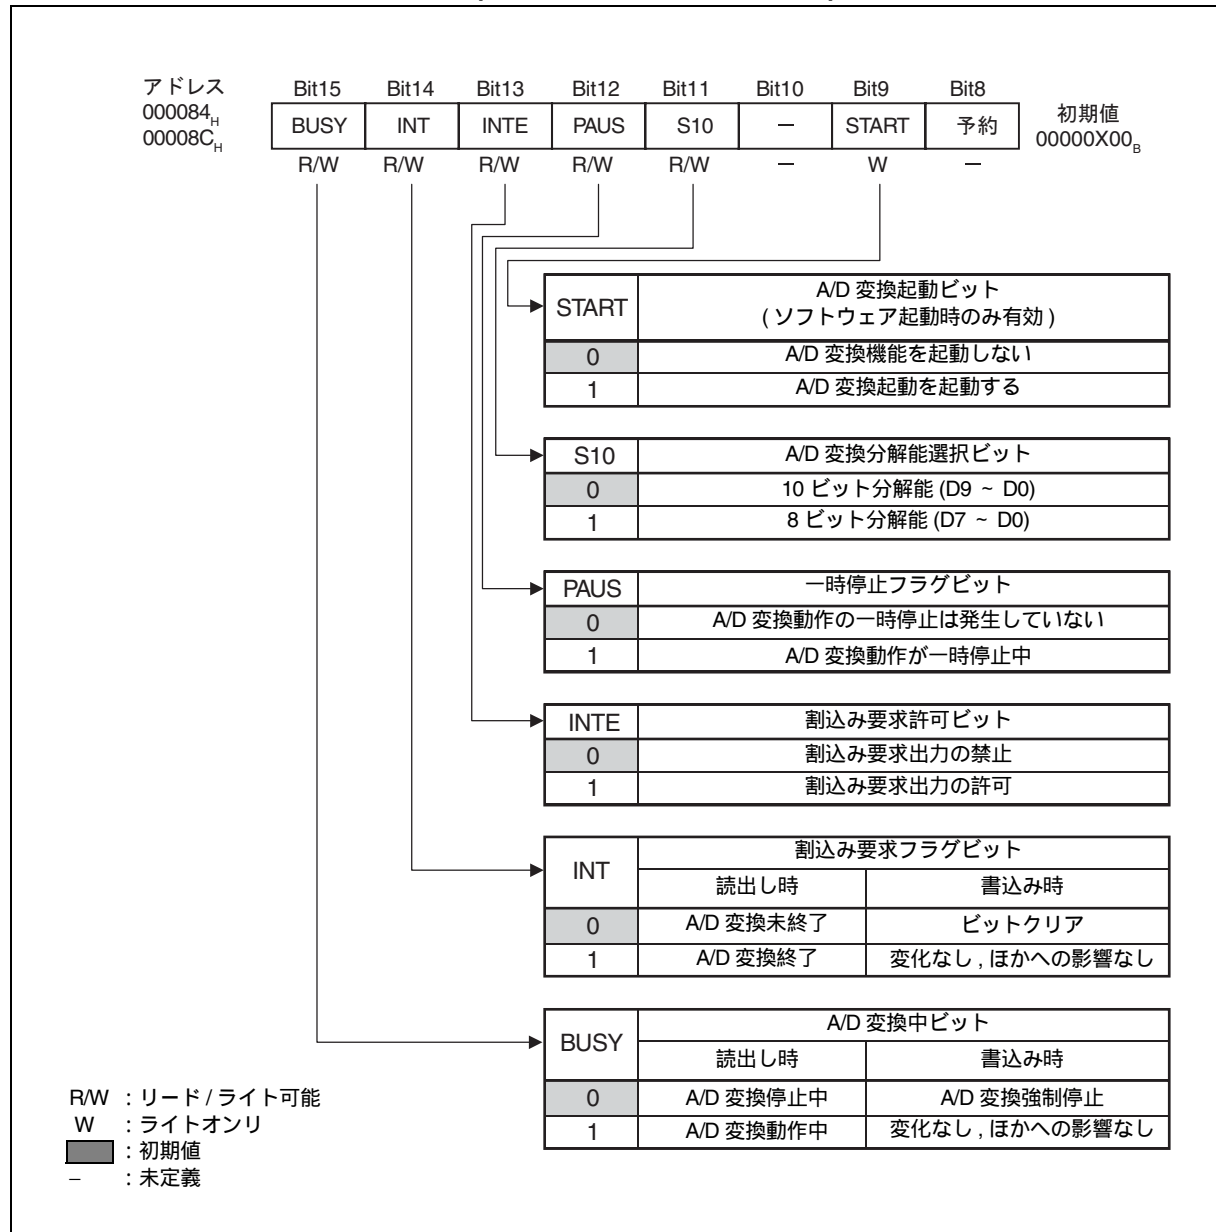 アドレス Bit15 Bit14 Bit13 Bit12 Bit11 Bit10 Bit9 Bit8
000084H BUSY INT INTE PAUS S10 － START 予約 初期値
00008CH 00000X00B
R/W R/W R/W R/W R/W － W －
START A/D 変換起動ビット
( ソフトウェア起動時のみ有効 )
0 A/D 変換機能を起動しない
1 A/D 変換起動を起動する
S10 A/D 変換分解能選択ビット
0 10 ビット分解能 (D9 ~ D0)
1 8 ビット分解能 (D7 ~ D0)
PAUS 一時停止フラグビット
0 A/D 変換動作の一時停止は発生していない
1 A/D 変換動作が一時停止中
INTE 割込み要求許可ビット
0 割込み要求出力の禁止
1 割込み要求出力の許可
INT 割込み要求フラグビット
読出し時 書込み時
0 A/D 変換未終了 ビットクリア
1 A/D 変換終了 変化なし , ほかへの影響なし
BUSY A/D 変換中ビット
読出し時 書込み時
0 A/D 変換停止中 A/D 変換強制停止
1 A/D 変換動作中 変化なし , ほかへの影響なし
R/W : リード / ライト可能
W : ライトオンリ
: 初期値
– : 未定義